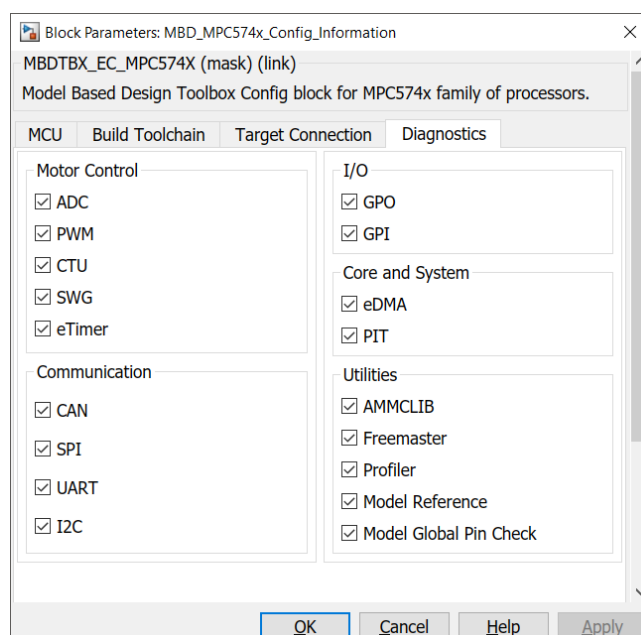 Block Parameters: MBD_MPC574x_Config_Information
MBDTBX_EC_MPC574X (mask) (link)
Model Based Design Toolbox Config block for MPC574x family of processors.
MCU Build Toolchain Target Connection Diagnostics
Motor Control
ADC
PWM
CTU
SWG
eTimer
Communication
CAN
SPI
UART
I2C
I/O
GPO
GPI
Core and System
eDMA
PIT
Utilities
AMMCLIB
Freemaster
Profiler
Model Reference
Model Global Pin Check
OK Cancel Help Apply